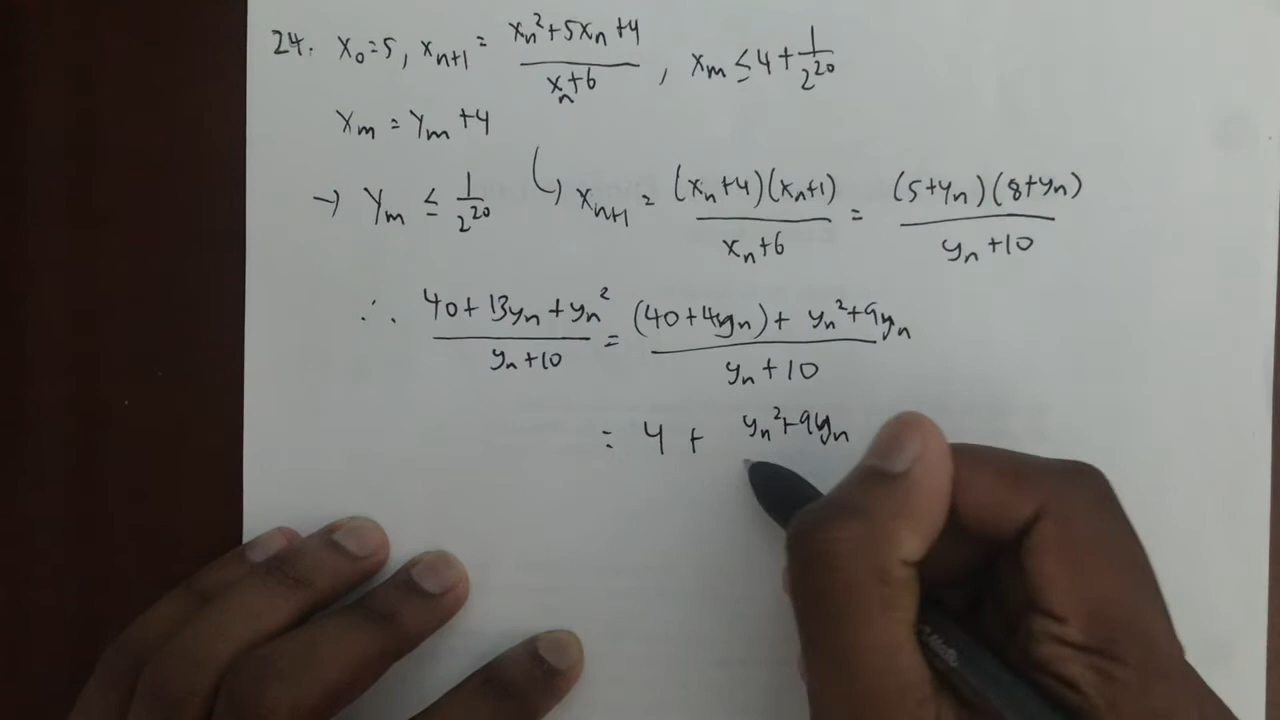 24. x₀=5, xₙ₊₁ = (xₙ²+5xₙ+4)/(xₙ+6), xₘ ≤ 4 + 1/2²⁰
xₘ = yₘ + 4
→ yₘ ≤ 1/2²⁰ ↳ xₙ₊₁ = (xₙ+4)(xₙ+1)/(xₙ+6) = (5+yₙ)(8+yₙ)/(yₙ+10)
∴ (40+13yₙ+yₙ²)/(yₙ+10) = ((40+4yₙ)+yₙ²+9yₙ)/(yₙ+10)
= 4 + yₙ²+9yₙ